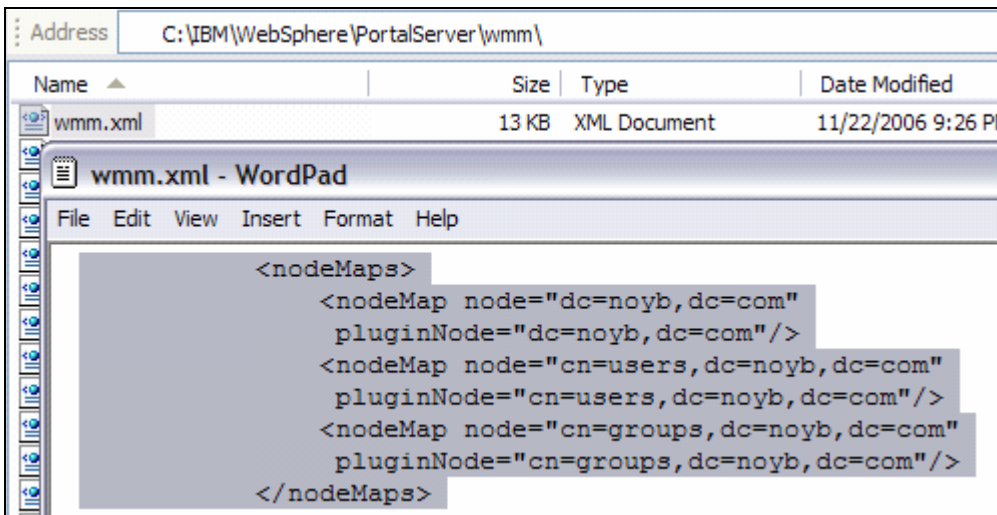 Address C:\IBM\WebSphere\PortalServer\wmm\
Name Size Type Date Modified
wmm.xml 13 KB XML Document 11/22/2006 9:26 P
wmm.xml - WordPad
File Edit View Insert Format Help
<nodeMaps>
<nodeMap node="dc=noyb,dc=com"
pluginNode="dc=noyb,dc=com"/>
<nodeMap node="cn=users,dc=noyb,dc=com"
pluginNode="cn=users,dc=noyb,dc=com"/>
<nodeMap node="cn=groups,dc=noyb,dc=com"
pluginNode="cn=groups,dc=noyb,dc=com"/>
</nodeMaps>